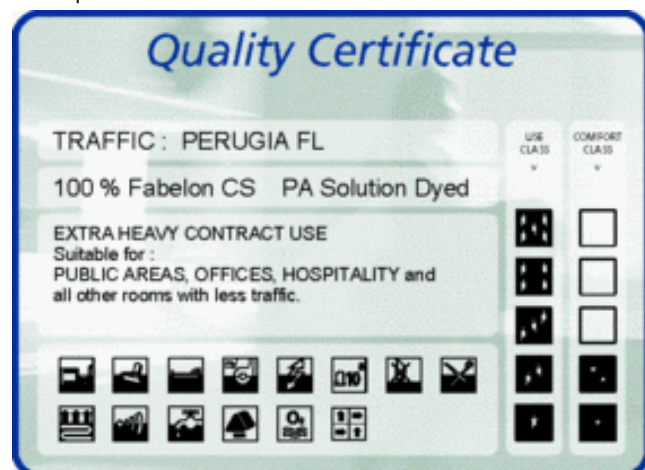 Quality Certificate
TRAFFIC : PERUGIA FL
USE CLASS
COMFORT CLASS
100 % Fabelon CS PA Solution Dyed
EXTRA HEAVY CONTRACT USE
Suitable for :
PUBLIC AREAS, OFFICES, HOSPITALITY and
all other rooms with less traffic.